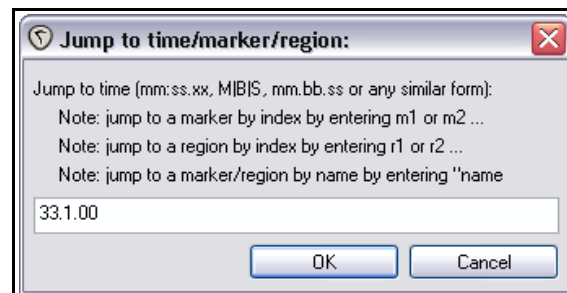 Jump to time/marker/region:
Jump to time (mm:ss.xx, M|B|S, mm.bb.ss or any similar form):
Note: jump to a marker by index by entering m1 or m2 ...
Note: jump to a region by index by entering r1 or r2 ...
Note: jump to a marker/region by name by entering "name
33.1.00
OK Cancel